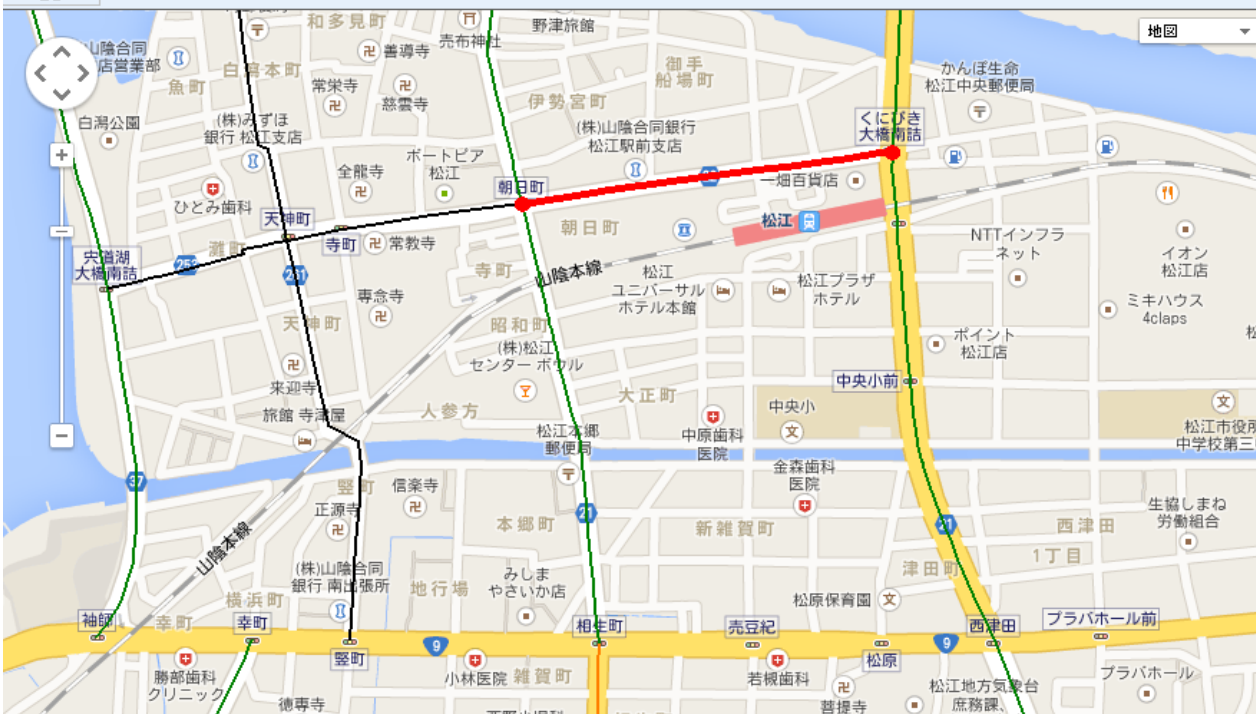 和多見町
野津旅館
売布神社
地図
山陰合同
店営業部
善導寺
白潟本町
魚町
常栄寺
慈雲寺
御手
船場町
伊勢宮町
かんぽ生命
松江中央郵便局
白潟公園
(株)みずほ
銀行 松江支店
(株)山陰合同銀行
松江駅前支店
くにびき
大橋南詰
ポートピア
松江
全龍寺
朝日町
一畑百貨店
ひとみ歯科
天神町
寺町
常教寺
朝日町
松江
灘町
宍道湖
大橋南詰
261
寺町
山陰本線
NTTインフラ
ネット
イオン
松江店
専念寺
松江
ユニバーサル
ホテル本館
松江プラザ
ホテル
ミキハウス
4claps
松
天神町
昭和町
(株)松江
センター ボウル
ポイント
松江店
来迎寺
大正町
中央小前
中央小
旅館 寺津屋
人参方
松江本郷
郵便局
中原歯科
医院
松江市役所
中学校第三
37
竪町
信楽寺
金森歯科
医院
正源寺
21
本郷町
新雑賀町
21
西津田
生協しまね
労働組合
山陰本線
1丁目
(株)山陰合同
銀行 南出張所
地行場
みしま
やさいか店
津田町
横浜町
松原保育園
袖師
幸町
幸町
竪町
9
相生町
売豆紀
松原
9
西津田
プラバホール前
勝部歯科
クリニック
小林医院
雑賀町
若槻歯科
プラバホール
徳専寺
菩提寺
松江地方気象台
庶務課、